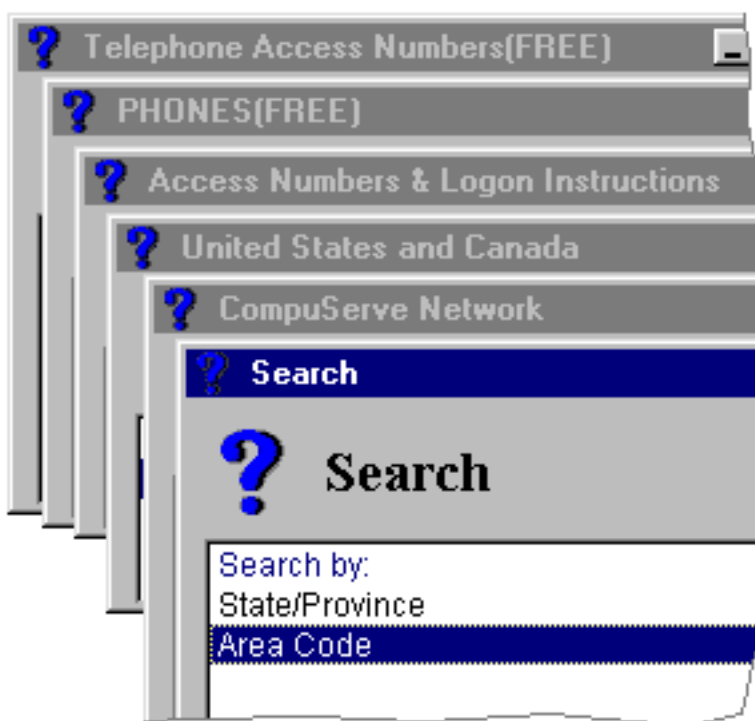 Telephone Access Numbers(FREE)
PHONES(FREE)
Access Numbers & Logon Instructions
United States and Canada
CompuServe Network
Search
Search
Search by:
State/Province
Area Code